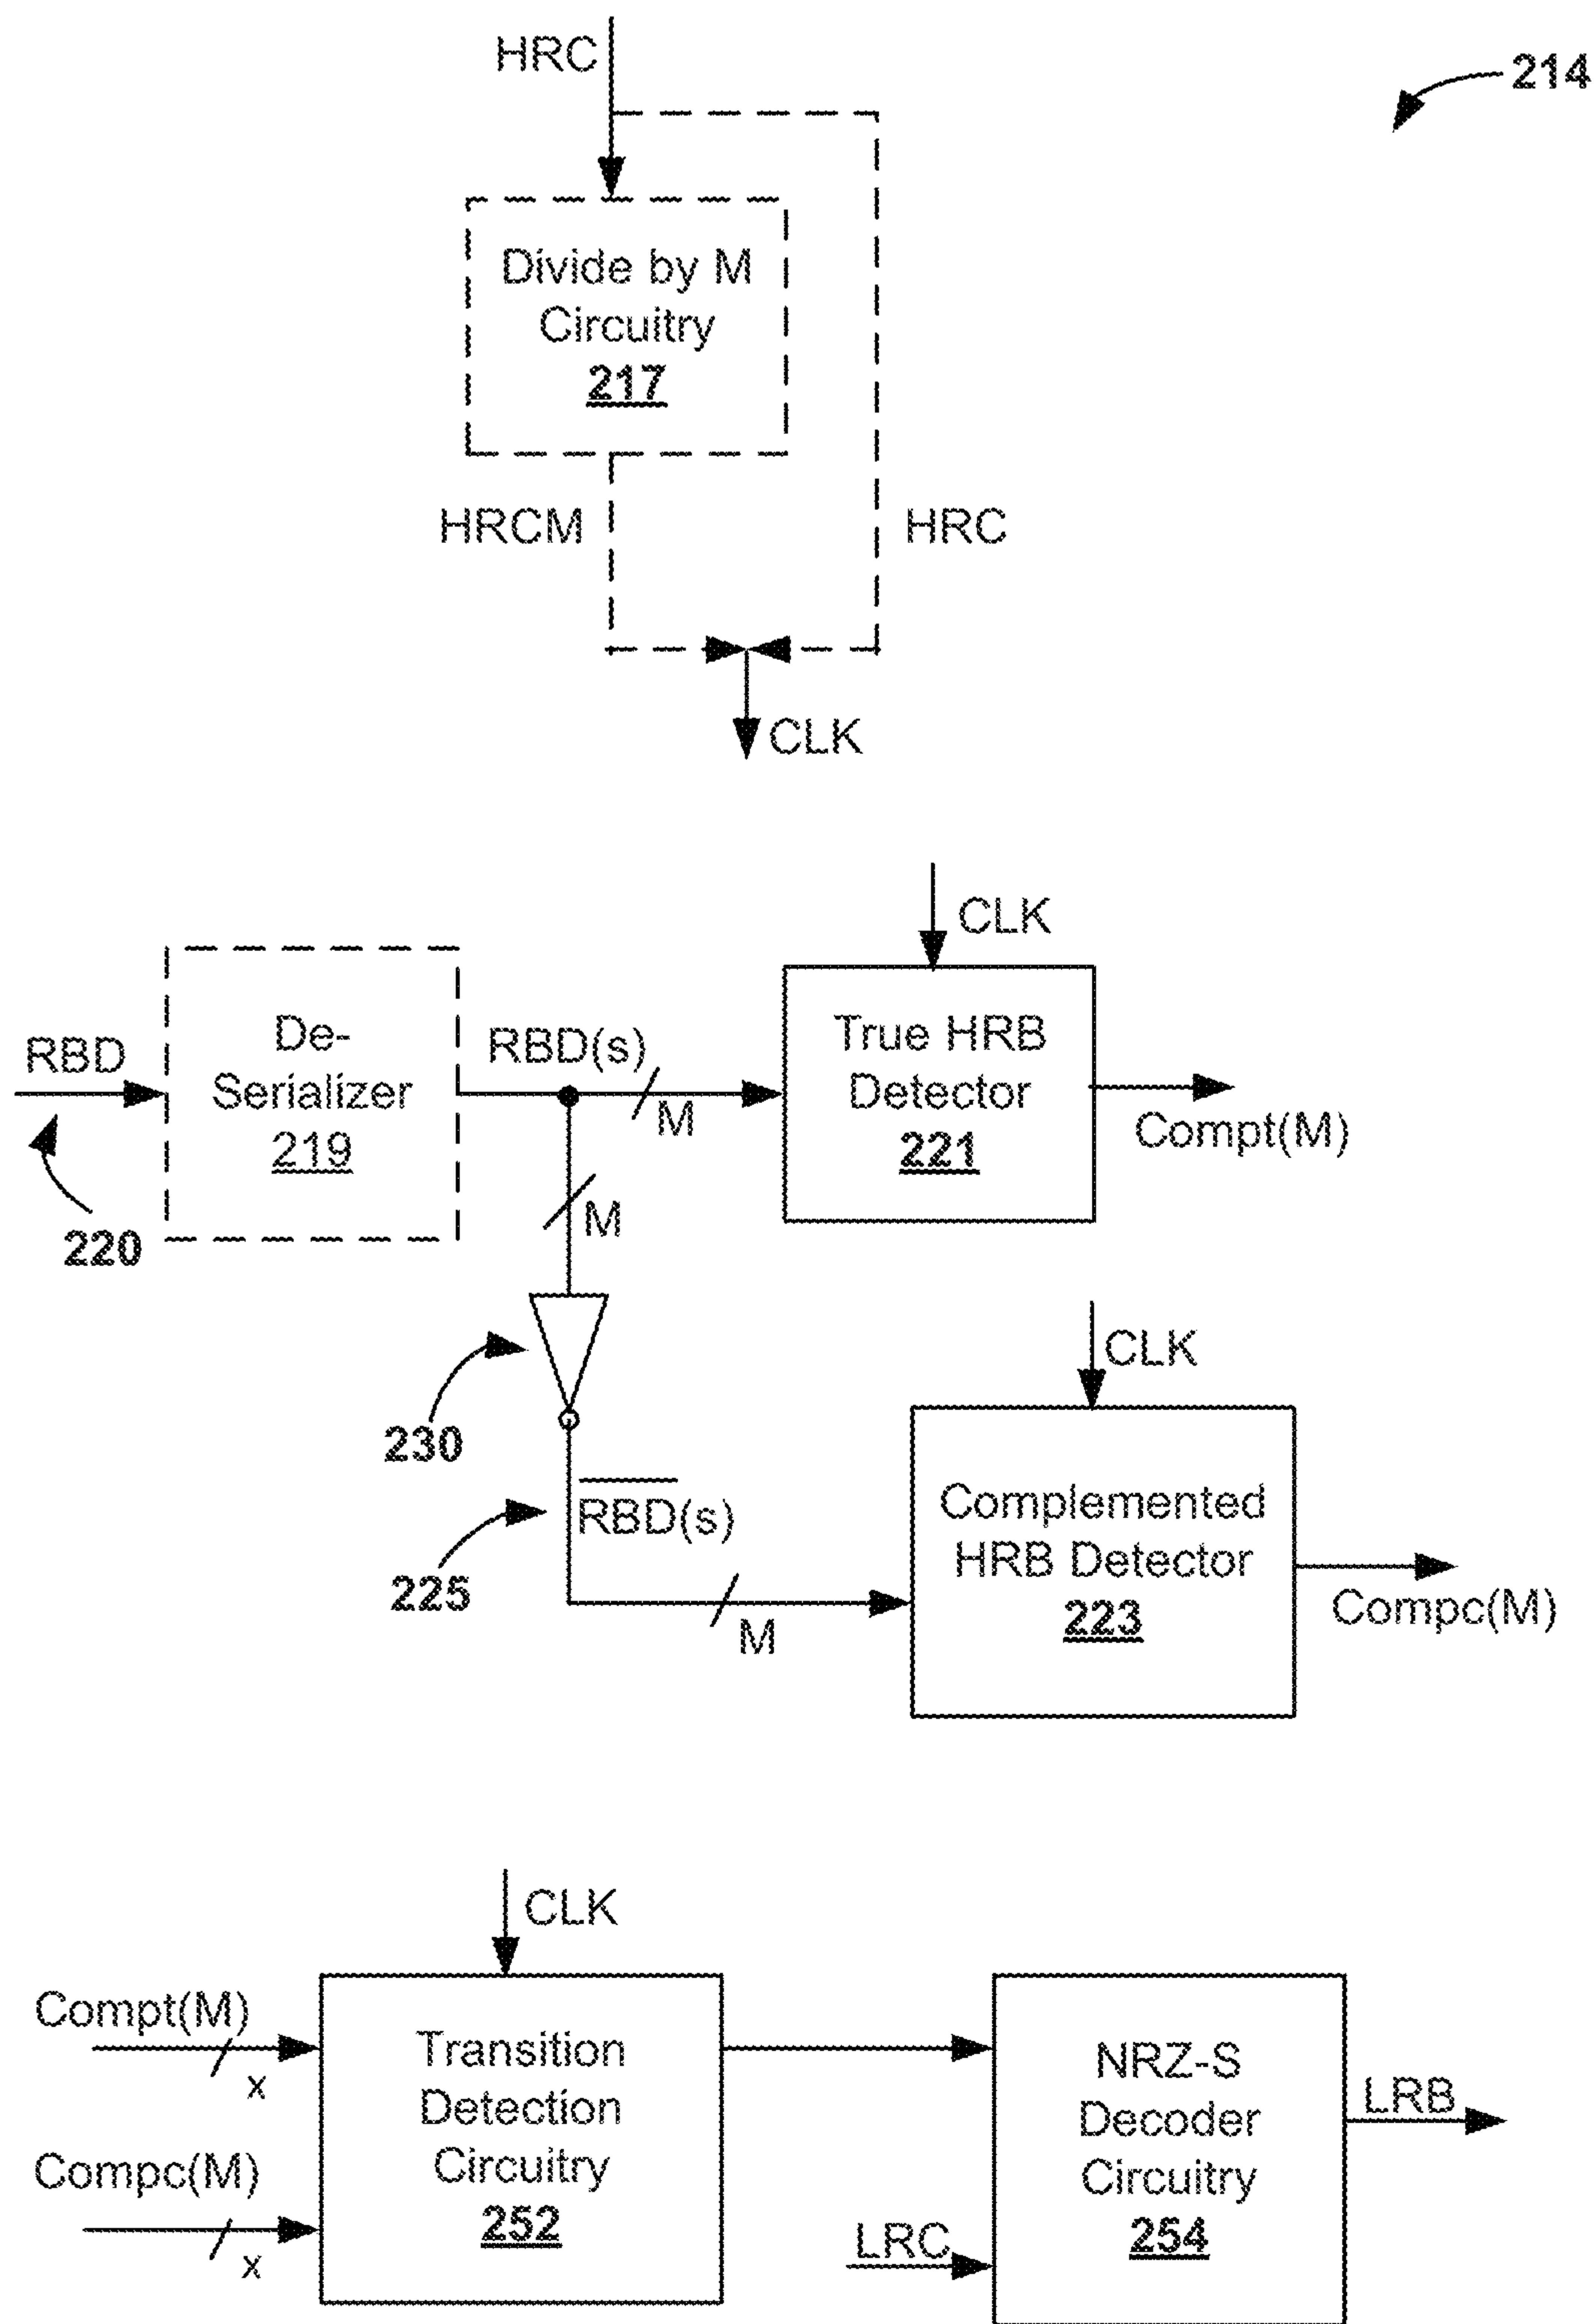 HRC
214
Divide by M
Circuitry
217
HRCM
HRC
CLK
CLK
RBD
De-
Serializer
219
RBD(s)
M
True HRB
Detector
221
Compt(M)
220
M
CLK
230
R̅B̅D̅(s)
225
Complemented
HRB Detector
223
M
Compc(M)
CLK
Compt(M)
x
Transition
Detection
Circuitry
252
NRZ-S
Decoder
Circuitry
254
LRB
Compc(M)
x
LRC